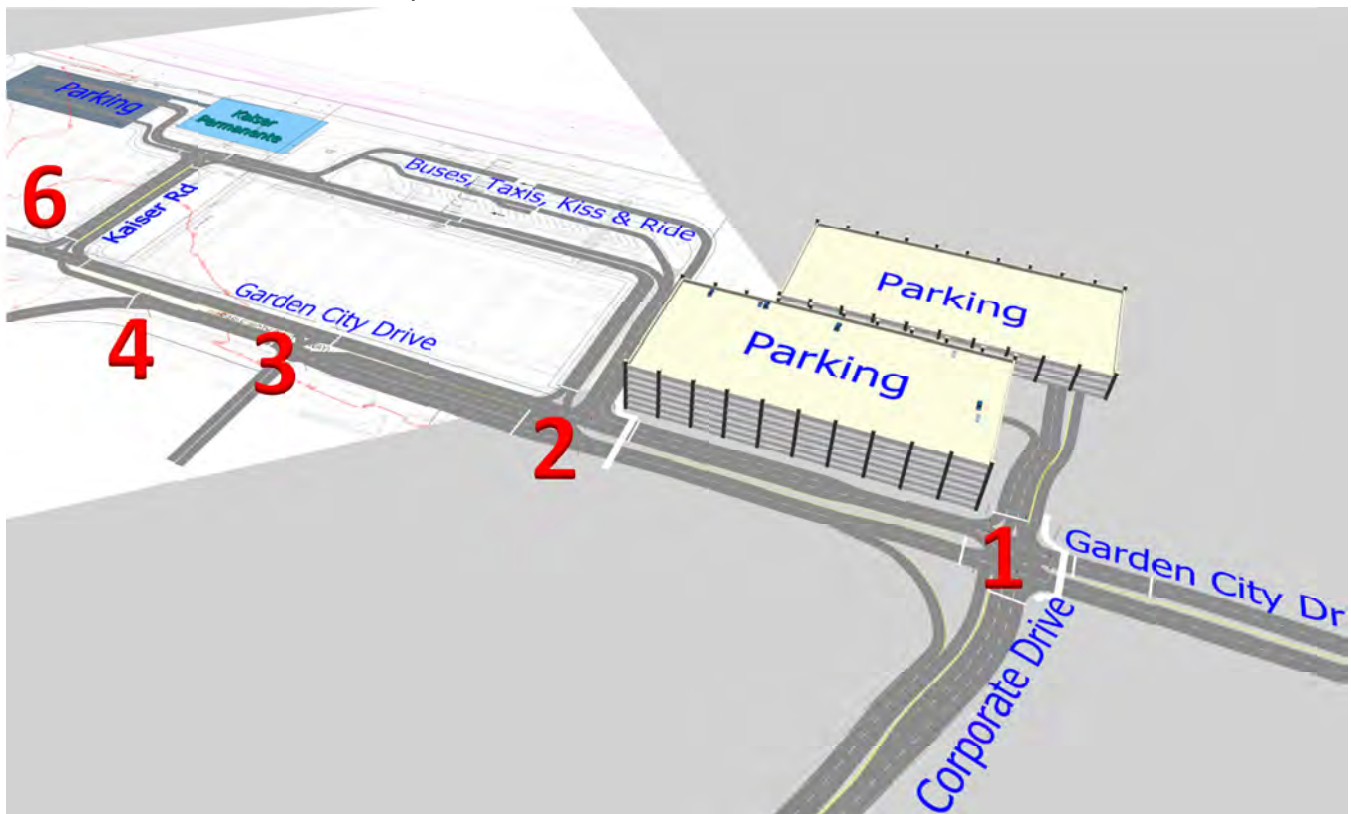 Parking
Kaiser
Permanente
Buses, Taxis, Kiss & Ride
6
Kaiser Rd
Parking
Garden City Drive
Parking
4
3
2
1
Garden City Dr
Corporate Drive